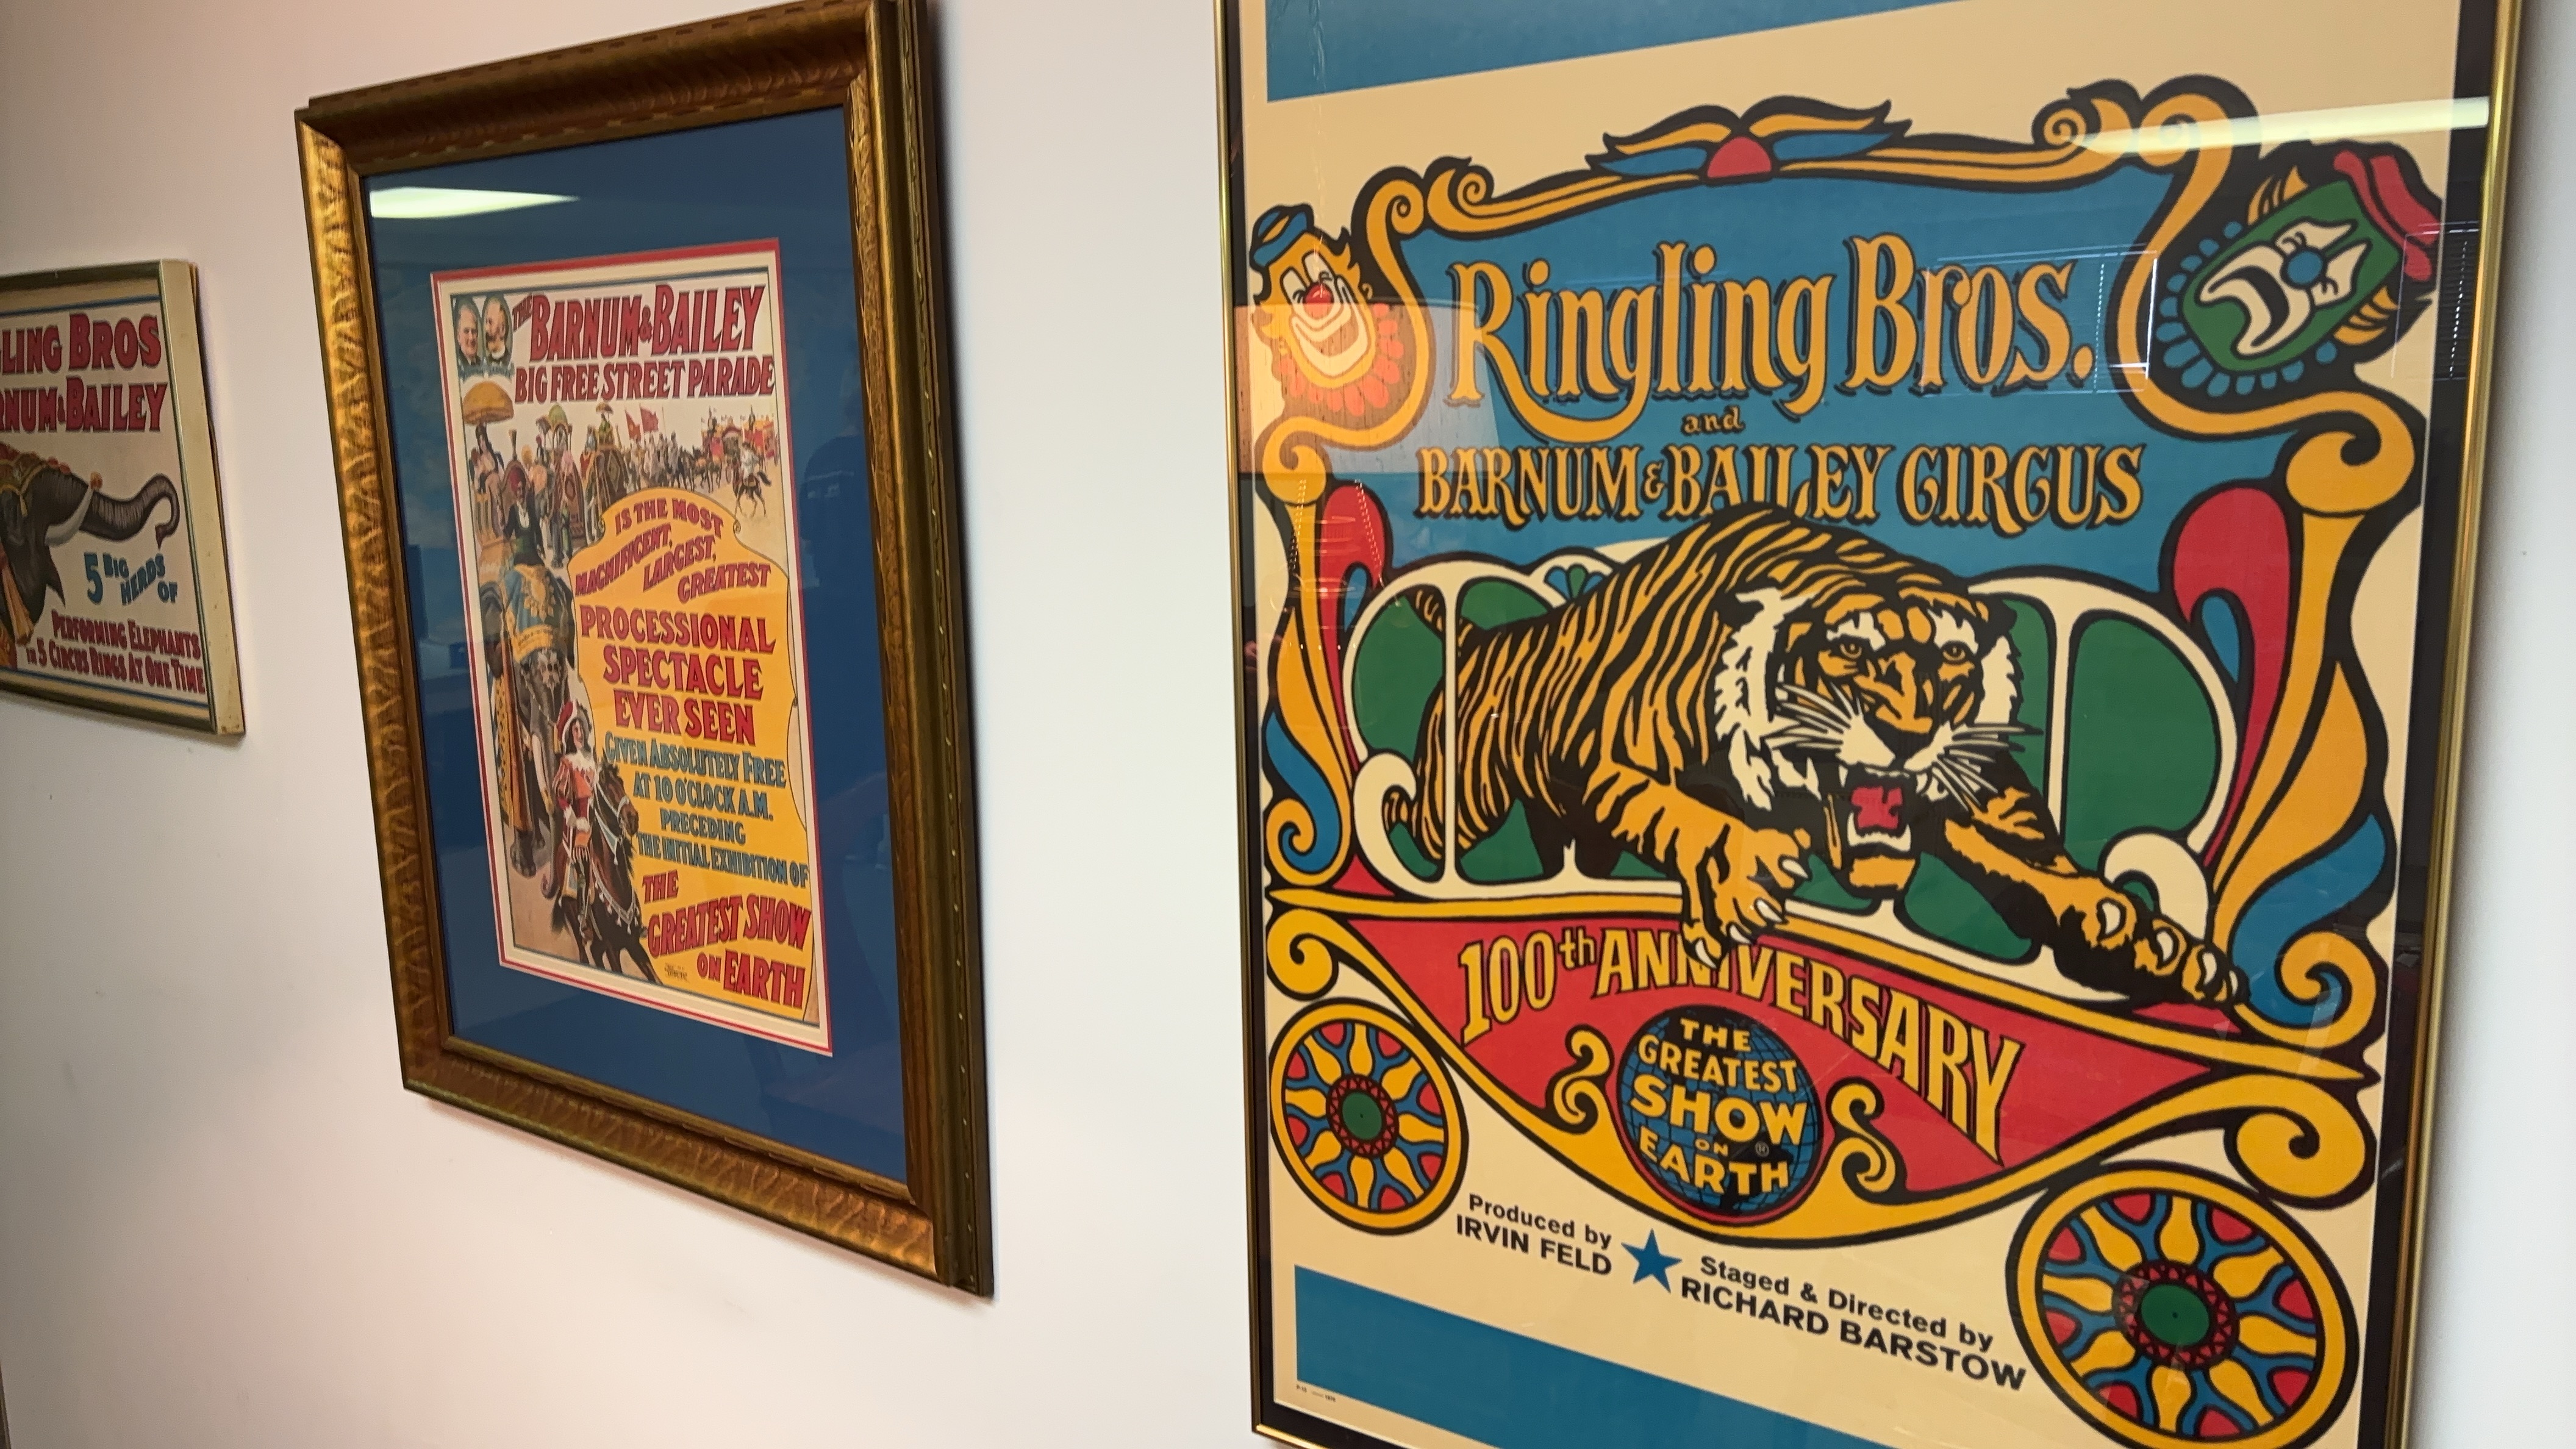 LING BROS
RNUM & BAILEY
5 BIG
HERDS
OF
PERFORMING ELEPHANTS
IN 5 CIRCUS RINGS AT ONE TIME
THE BARNUM & BAILEY
BIG FREE STREET PARADE
IS THE MOST
MAGNIFICENT,
LARGEST,
GREATEST
PROCESSIONAL
SPECTACLE
EVER SEEN
GIVEN ABSOLUTELY FREE
AT 10 O'CLOCK A.M.
PRECEDING
THE INITIAL EXHIBITION OF
THE
GREATEST SHOW
ON EARTH
Ringling Bros.
and
BARNUM & BAILEY CIRCUS
100th ANNIVERSARY
THE
GREATEST
SHOW
ON ®
EARTH
Produced by
IRVIN FELD
Staged & Directed by
RICHARD BARSTOW